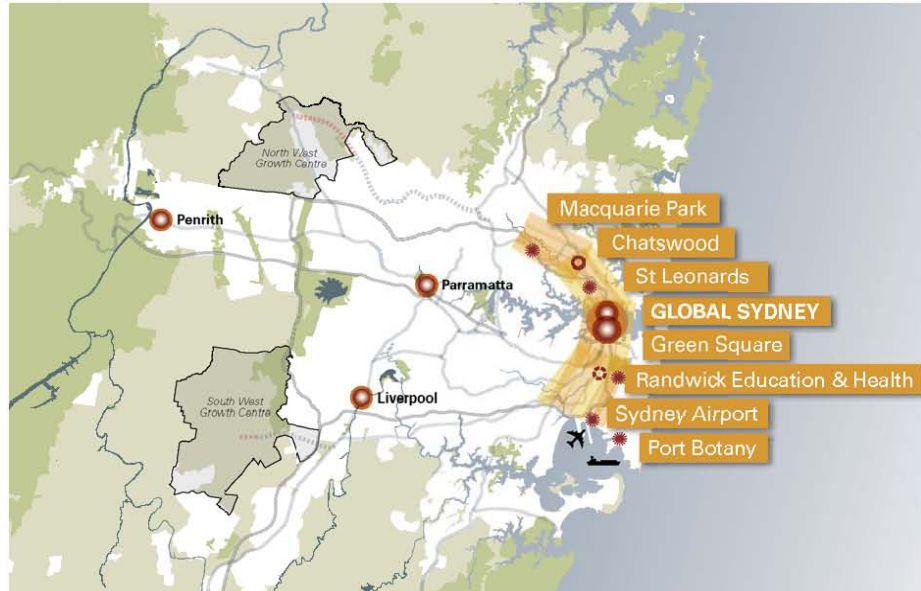 North West
Growth Centre
Penrith
Parramatta
Liverpool
South West
Growth Centre
Macquarie Park
Chatswood
St Leonards
GLOBAL SYDNEY
Green Square
Randwick Education & Health
Sydney Airport
Port Botany